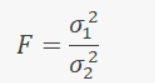 F = σ₁² / σ₂²